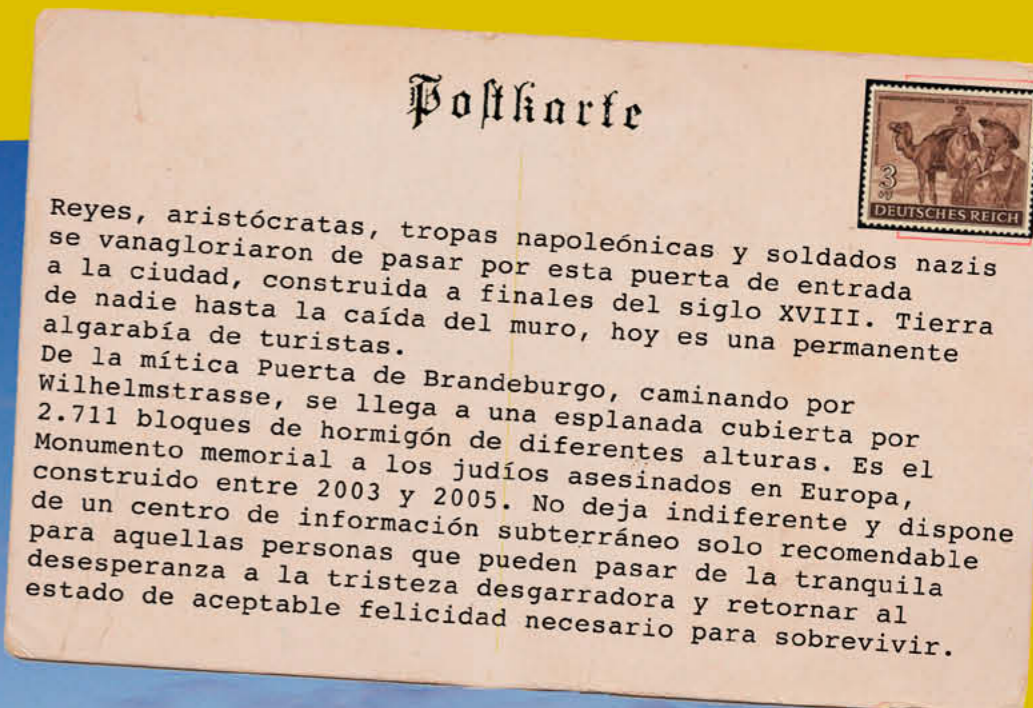 Postkarte
3
DEUTSCHES REICH
Reyes, aristócratas, tropas napoleónicas y soldados nazis
se vanagloriaron de pasar por esta puerta de entrada
a la ciudad, construida a finales del siglo XVIII. Tierra
de nadie hasta la caída del muro, hoy es una permanente
algarabía de turistas.
De la mítica Puerta de Brandeburgo, caminando por
Wilhelmstrasse, se llega a una esplanada cubierta por
2.711 bloques de hormigón de diferentes alturas. Es el
Monumento memorial a los judíos asesinados en Europa,
construido entre 2003 y 2005. No deja indiferente y dispone
de un centro de información subterráneo solo recomendable
para aquellas personas que pueden pasar de la tranquila
desesperanza a la tristeza desgarradora y retornar al
estado de aceptable felicidad necesario para sobrevivir.